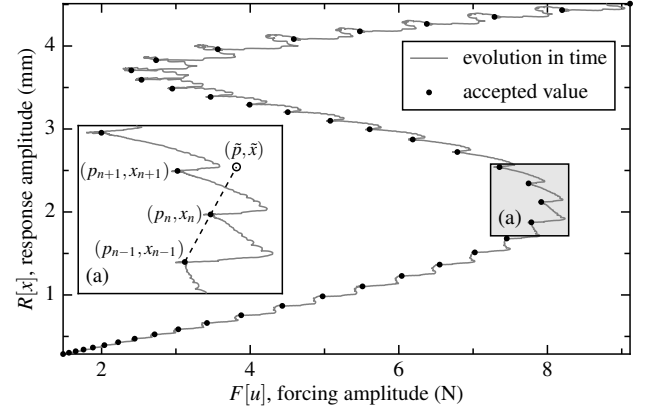 4
3
2
1
R[x], response amplitude (mm)
evolution in time
accepted value
(p̃, x̃)
(pₙ₊₁, xₙ₊₁)
(pₙ, xₙ)
(pₙ₋₁, xₙ₋₁)
(a)
(a)
2
4
6
8
F[u], forcing amplitude (N)